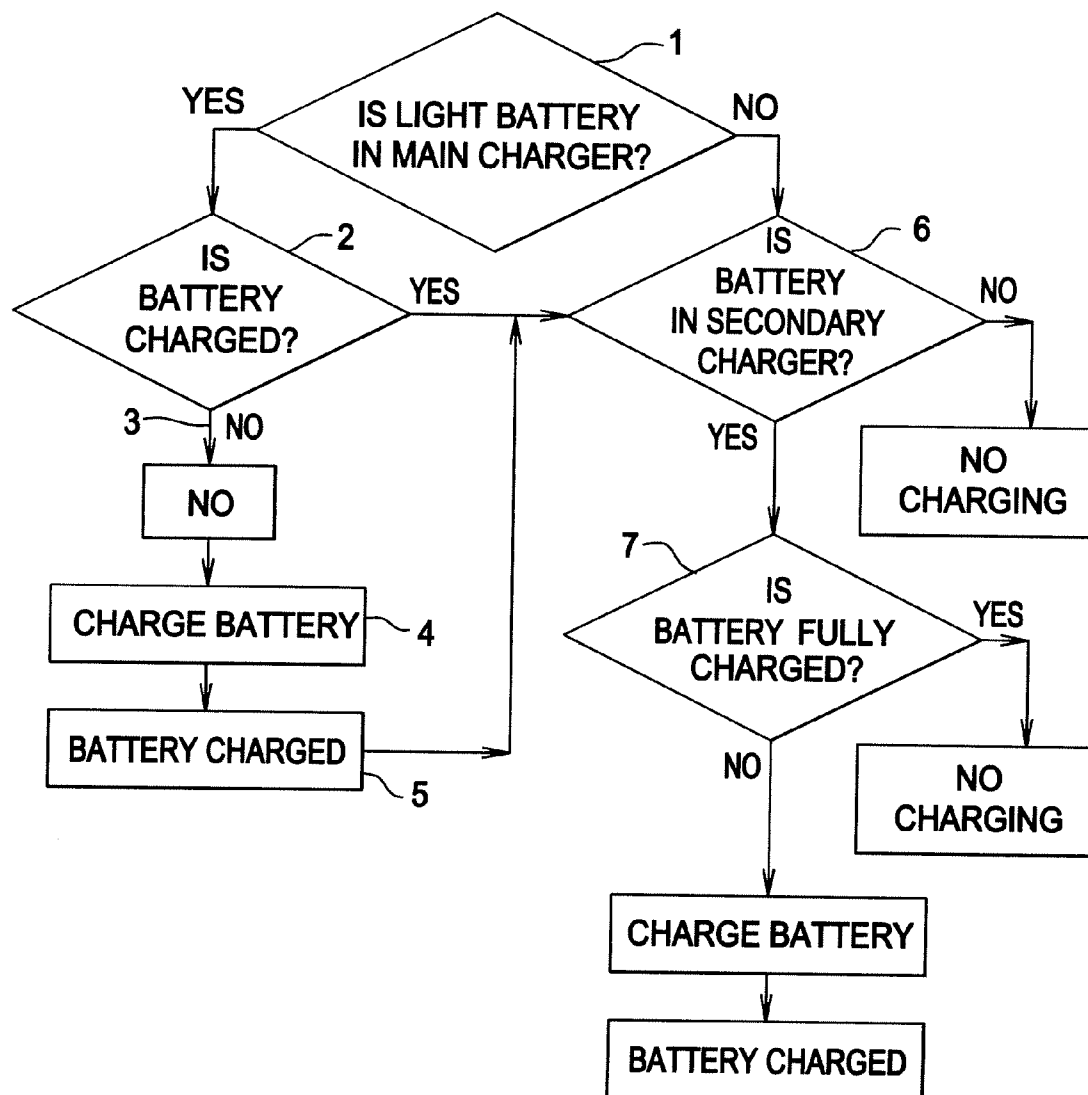 1
YES
NO
IS LIGHT BATTERY
IN MAIN CHARGER?
2
IS
BATTERY
CHARGED?
YES
6
IS
BATTERY
IN SECONDARY
CHARGER?
NO
3
NO
YES
NO
CHARGING
NO
CHARGE BATTERY
4
BATTERY CHARGED
5
7
IS
BATTERY FULLY
CHARGED?
YES
NO
NO
CHARGING
CHARGE BATTERY
BATTERY CHARGED